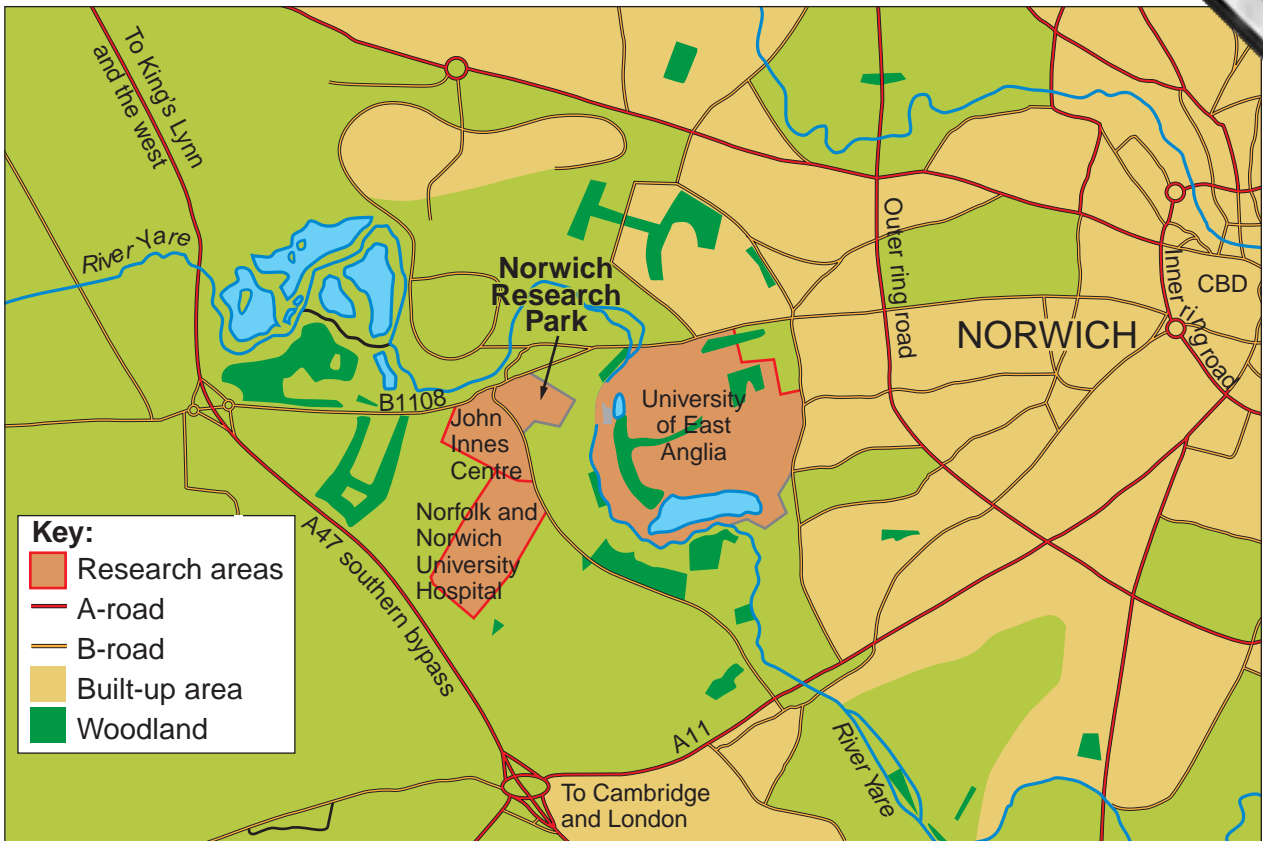 To King's Lynn
and the west
River Yare
Norwich
Research
Park
Outer ring road
Inner ring road
CBD
NORWICH
B1108
John
Innes
Centre
University
of East
Anglia
Norfolk and
Norwich
University
Hospital
A47 southern bypass
A11
River Yare
To Cambridge
and London
Key:
Research areas
A-road
B-road
Built-up area
Woodland